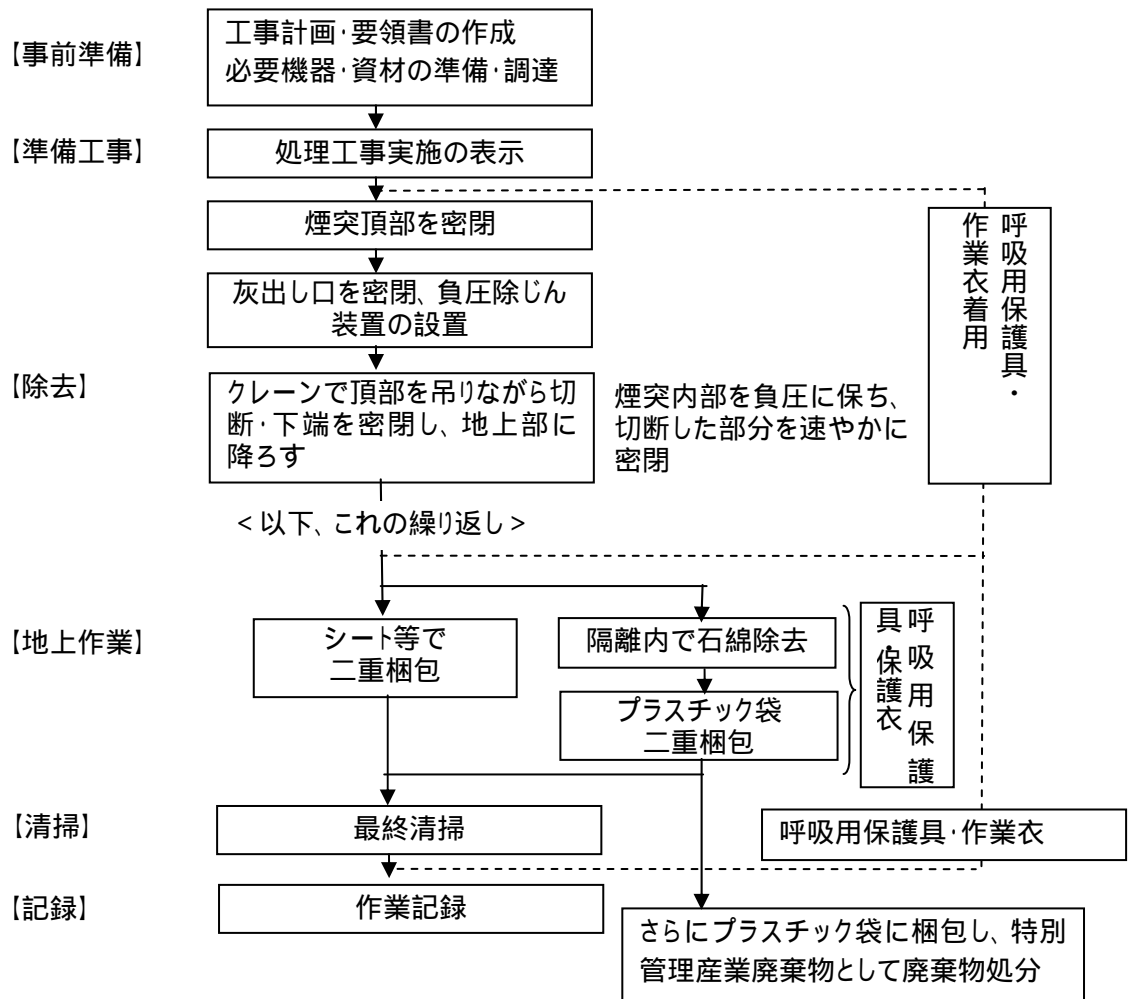 【事前準備】
工事計画・要領書の作成
必要機器・資材の準備・調達
【準備工事】
処理工事実施の表示
煙突頂部を密閉
灰出し口を密閉、負圧除じん
装置の設置
呼吸用保護具・
作業衣着用
【除去】
クレーンで頂部を吊りながら切
断・下端を密閉し、地上部に
降ろす
煙突内部を負圧に保ち、
切断した部分を速やかに
密閉
<以下、これの繰り返し>
【地上作業】
シート等で
二重梱包
隔離内で石綿除去
プラスチック袋
二重梱包
呼吸用保護
具・保護衣
【清掃】
最終清掃
呼吸用保護具・作業衣
【記録】
作業記録
さらにプラスチック袋に梱包し、特別
管理産業廃棄物として廃棄物処分